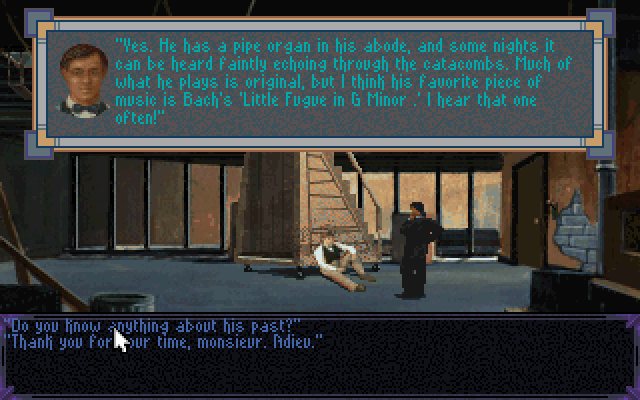 "Yes. He has a pipe organ in his abode, and some nights it
can be heard faintly echoing through the catacombs. Much of
what he plays is original, but I think his favorite piece of
music is Bach's 'Little Fugue in G Minor .' I hear that one
often!"
"Do you know anything about his past?"
"Thank you for your time, monsieur. Adieu."